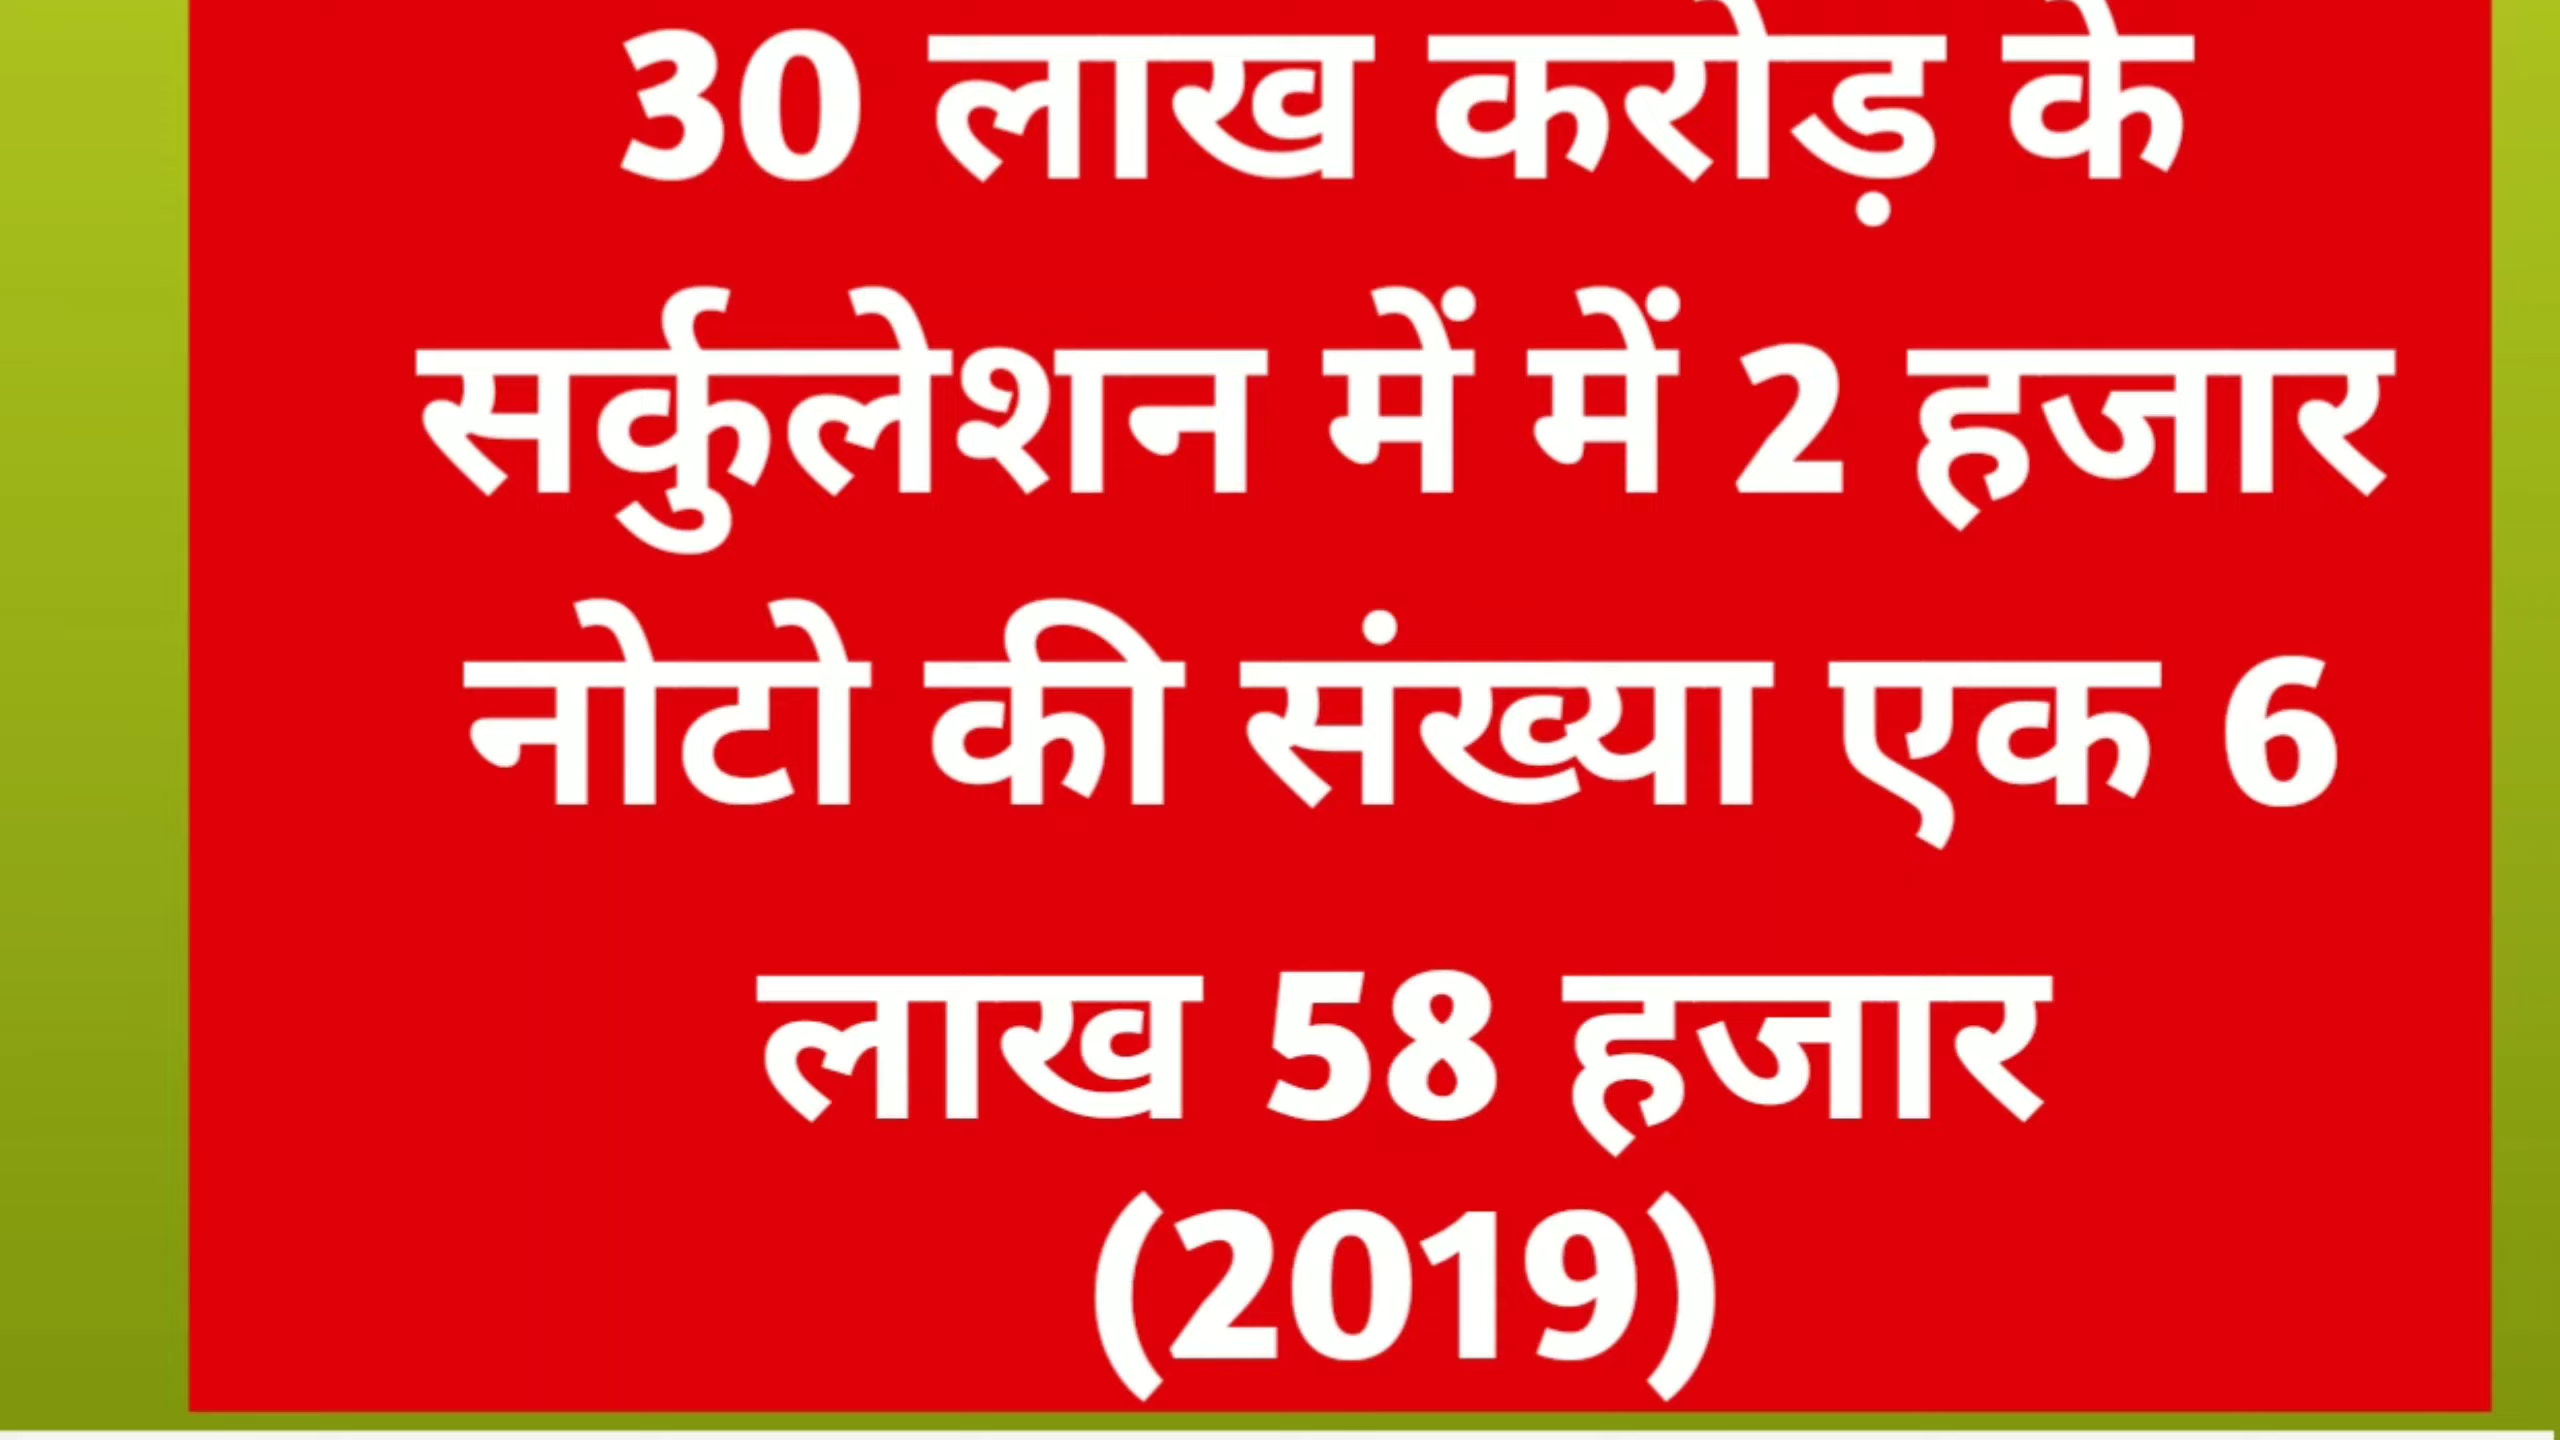 30 लाख करोड़ के
सर्कुलेशन में में 2 हजार
नोटो की संख्या एक 6
लाख 58 हजार
(2019)